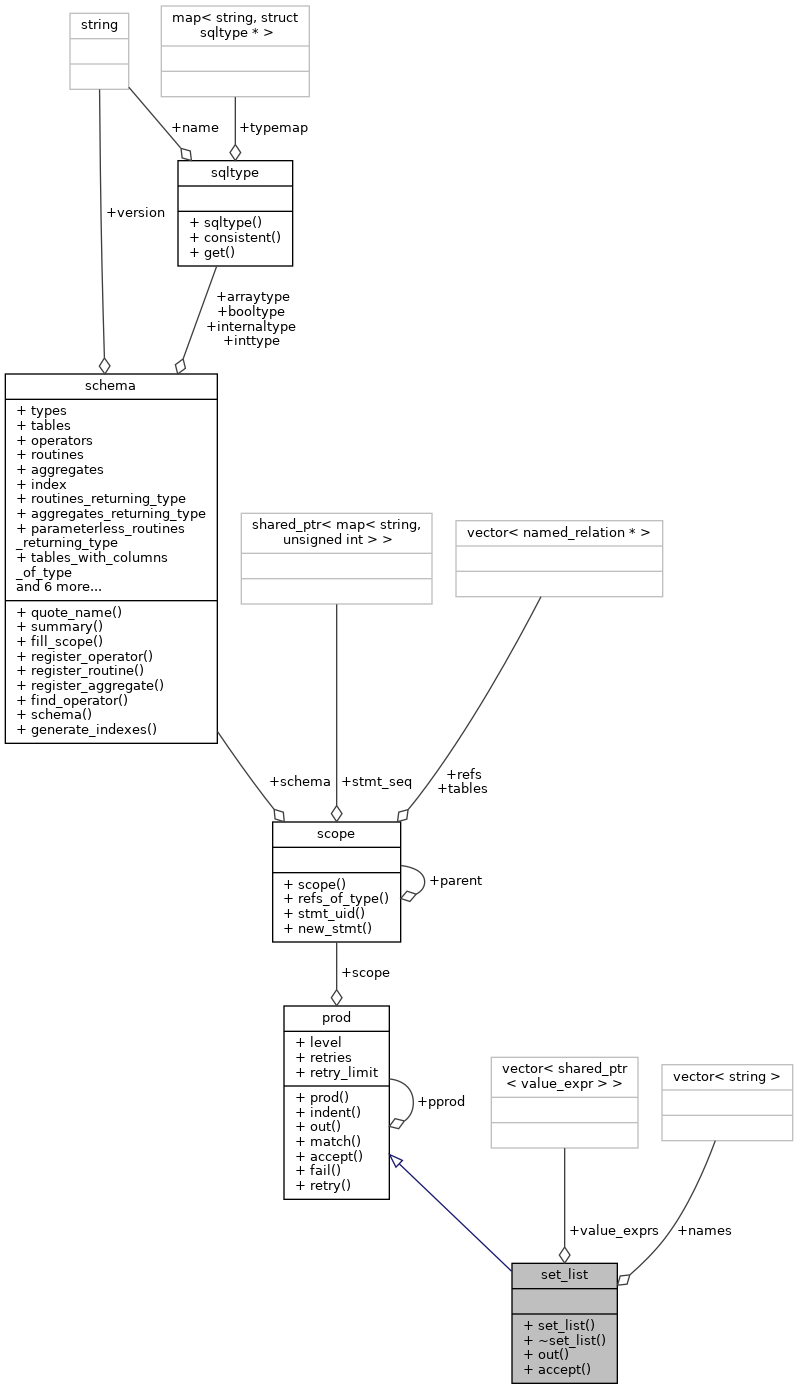 string
map< string, struct
sqltype * >
+name
+typemap
sqltype
+ sqltype()
+ consistent()
+ get()
+version
+arraytype
+booltype
+internaltype
+inttype
schema
+ types
+ tables
+ operators
+ routines
+ aggregates
+ index
+ routines_returning_type
+ aggregates_returning_type
+ parameterless_routines
_returning_type
+ tables_with_columns
_of_type
and 6 more...
+ quote_name()
+ summary()
+ fill_scope()
+ register_operator()
+ register_routine()
+ register_aggregate()
+ find_operator()
+ schema()
+ generate_indexes()
shared_ptr< map< string,
unsigned int > >
vector< named_relation * >
+schema
+stmt_seq
+refs
+tables
scope
+ scope()
+ refs_of_type()
+ stmt_uid()
+ new_stmt()
+parent
+scope
prod
+ level
+ retries
+ retry_limit
+ prod()
+ indent()
+ out()
+ match()
+ accept()
+ fail()
+ retry()
+pprod
vector< shared_ptr
< value_expr > >
vector< string >
+value_exprs
+names
set_list
+ set_list()
+ ~set_list()
+ out()
+ accept()